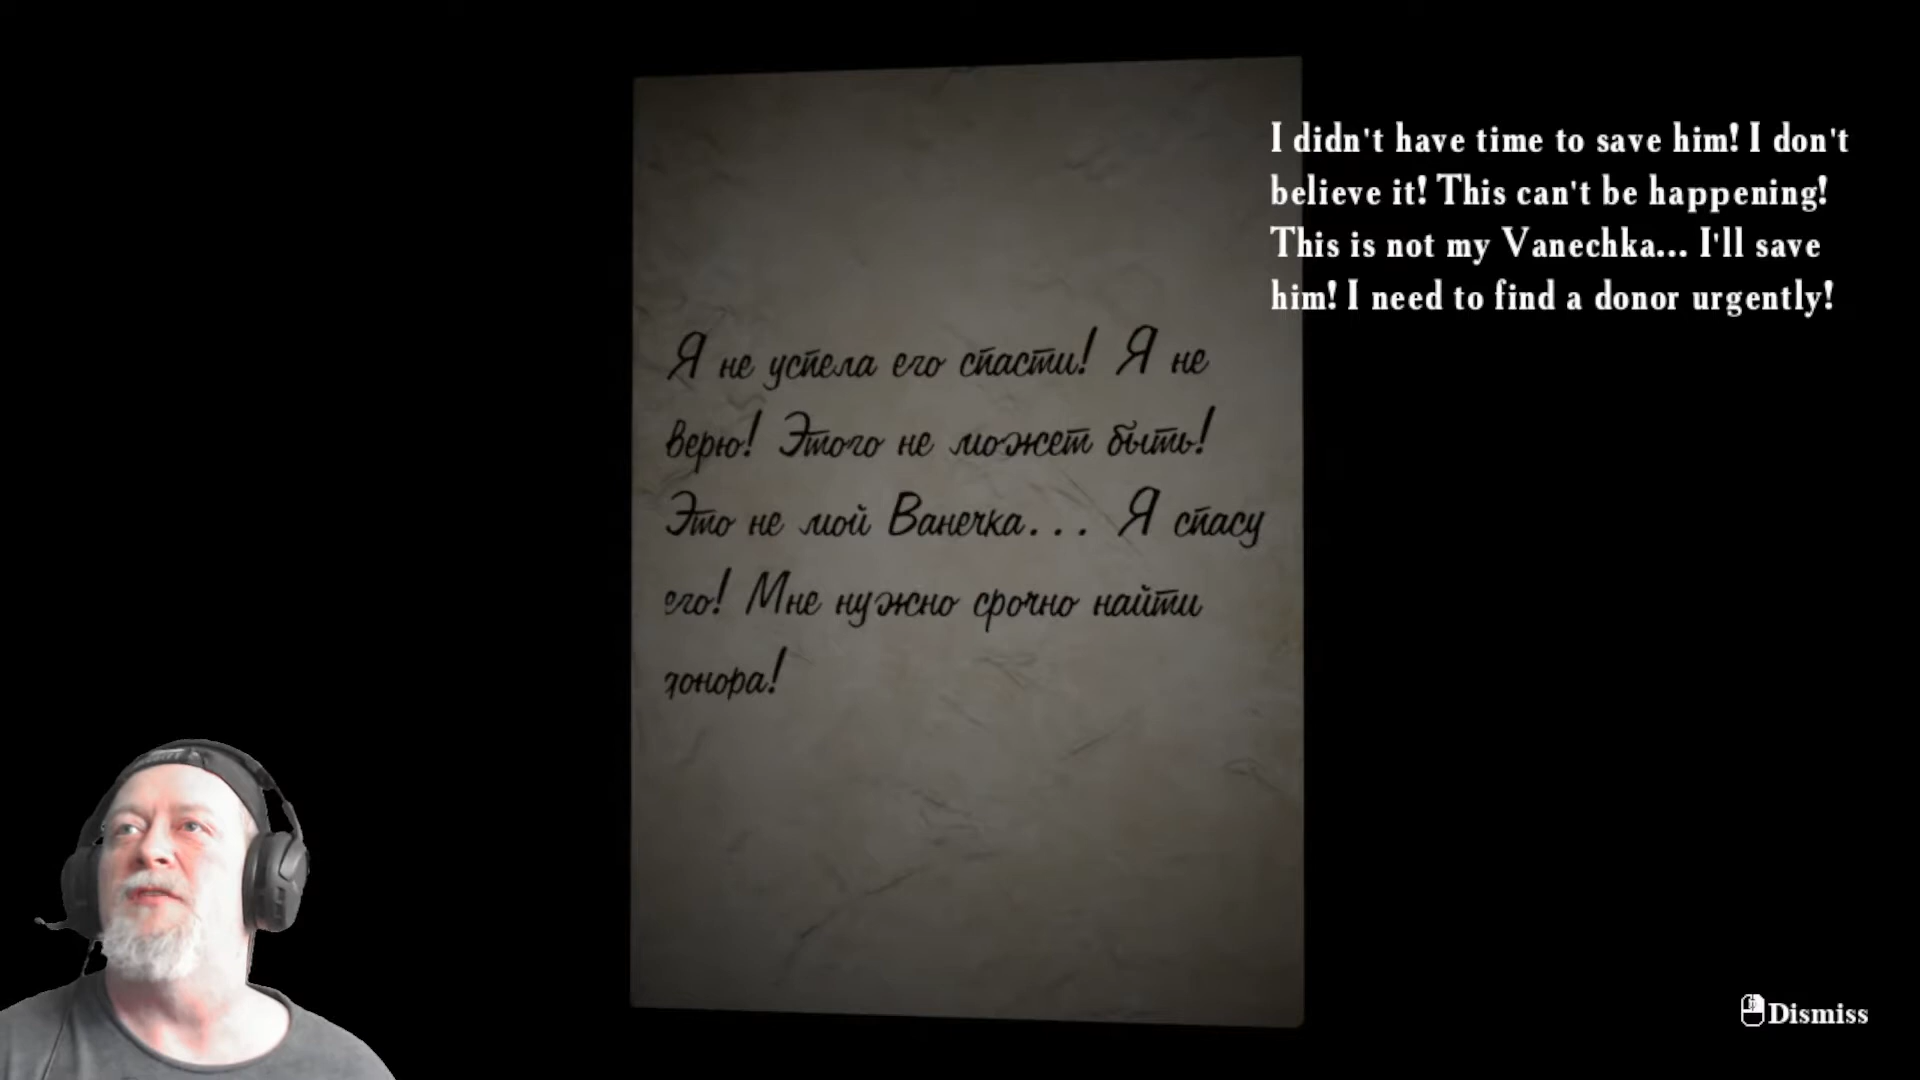 I didn't have time to save him! I don't
believe it! This can't be happening!
This is not my Vanechka... I'll save
him! I need to find a donor urgently!
Я не успела его спасти! Я не
верю! Этого не может быть!
Это не мой Ванечка... Я спасу
его! Мне нужно срочно найти
донора!
Dismiss